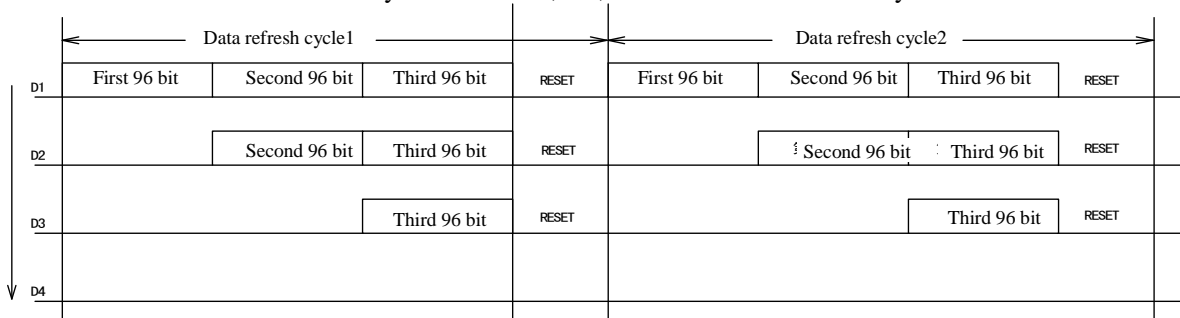 Data refresh cycle1 Data refresh cycle2
D1 First 96 bit Second 96 bit Third 96 bit RESET First 96 bit Second 96 bit Third 96 bit RESET
D2 Second 96 bit Third 96 bit RESET Second 96 bit Third 96 bit RESET
D3 Third 96 bit RESET Third 96 bit RESET
D4